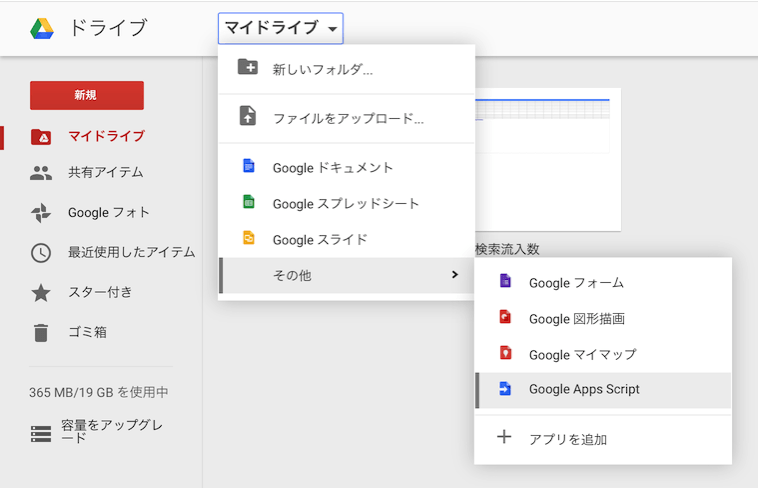 ドライブ
マイドライブ
新規
マイドライブ
共有アイテム
Google フォト
最近使用したアイテム
スター付き
ゴミ箱
365 MB/19 GB を使用中
容量をアップグレ
ード
新しいフォルダ...
ファイルをアップロード...
Google ドキュメント
Google スプレッドシート
Google スライド
その他
検索流入数
Google フォーム
Google 図形描画
Google マイマップ
Google Apps Script
アプリを追加